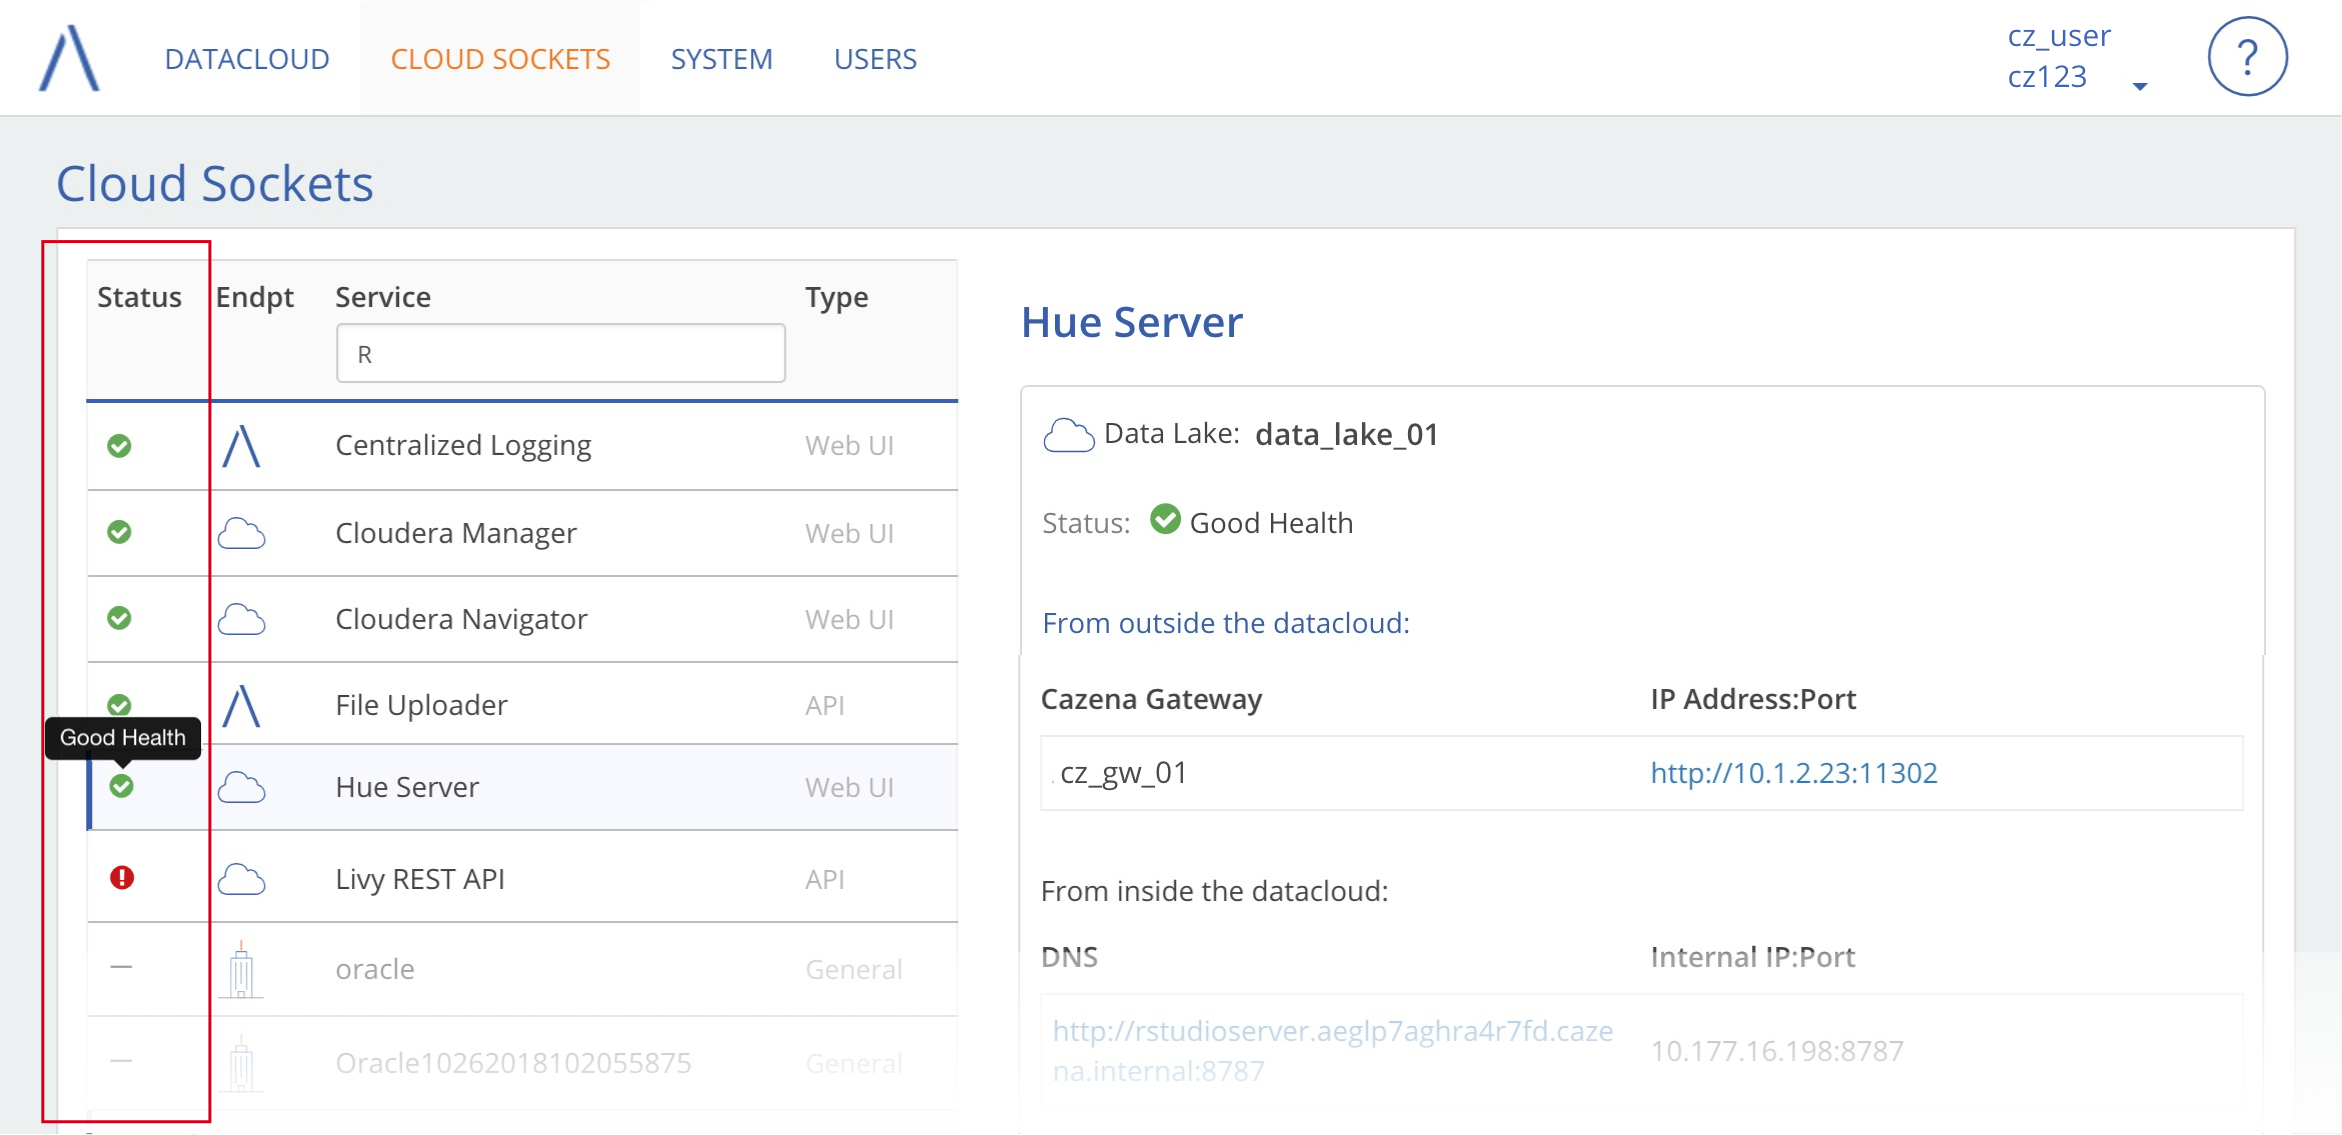 DATACLOUD CLOUD SOCKETS SYSTEM USERS
cz_user
cz123
?
Cloud Sockets
Status Endpt Service Type
R
Centralized Logging Web UI
Cloudera Manager Web UI
Cloudera Navigator Web UI
File Uploader API
Good Health
Hue Server Web UI
Livy REST API API
oracle General
Oracle10262018102055875 General
Hue Server
Data Lake: data_lake_01
Status: Good Health
From outside the datacloud:
Cazena Gateway IP Address:Port
cz_gw_01 http://10.1.2.23:11302
From inside the datacloud:
DNS Internal IP:Port
http://rstudioserver.aeglp7aghra4r7fd.caze
na.internal:8787
10.177.16.198:8787